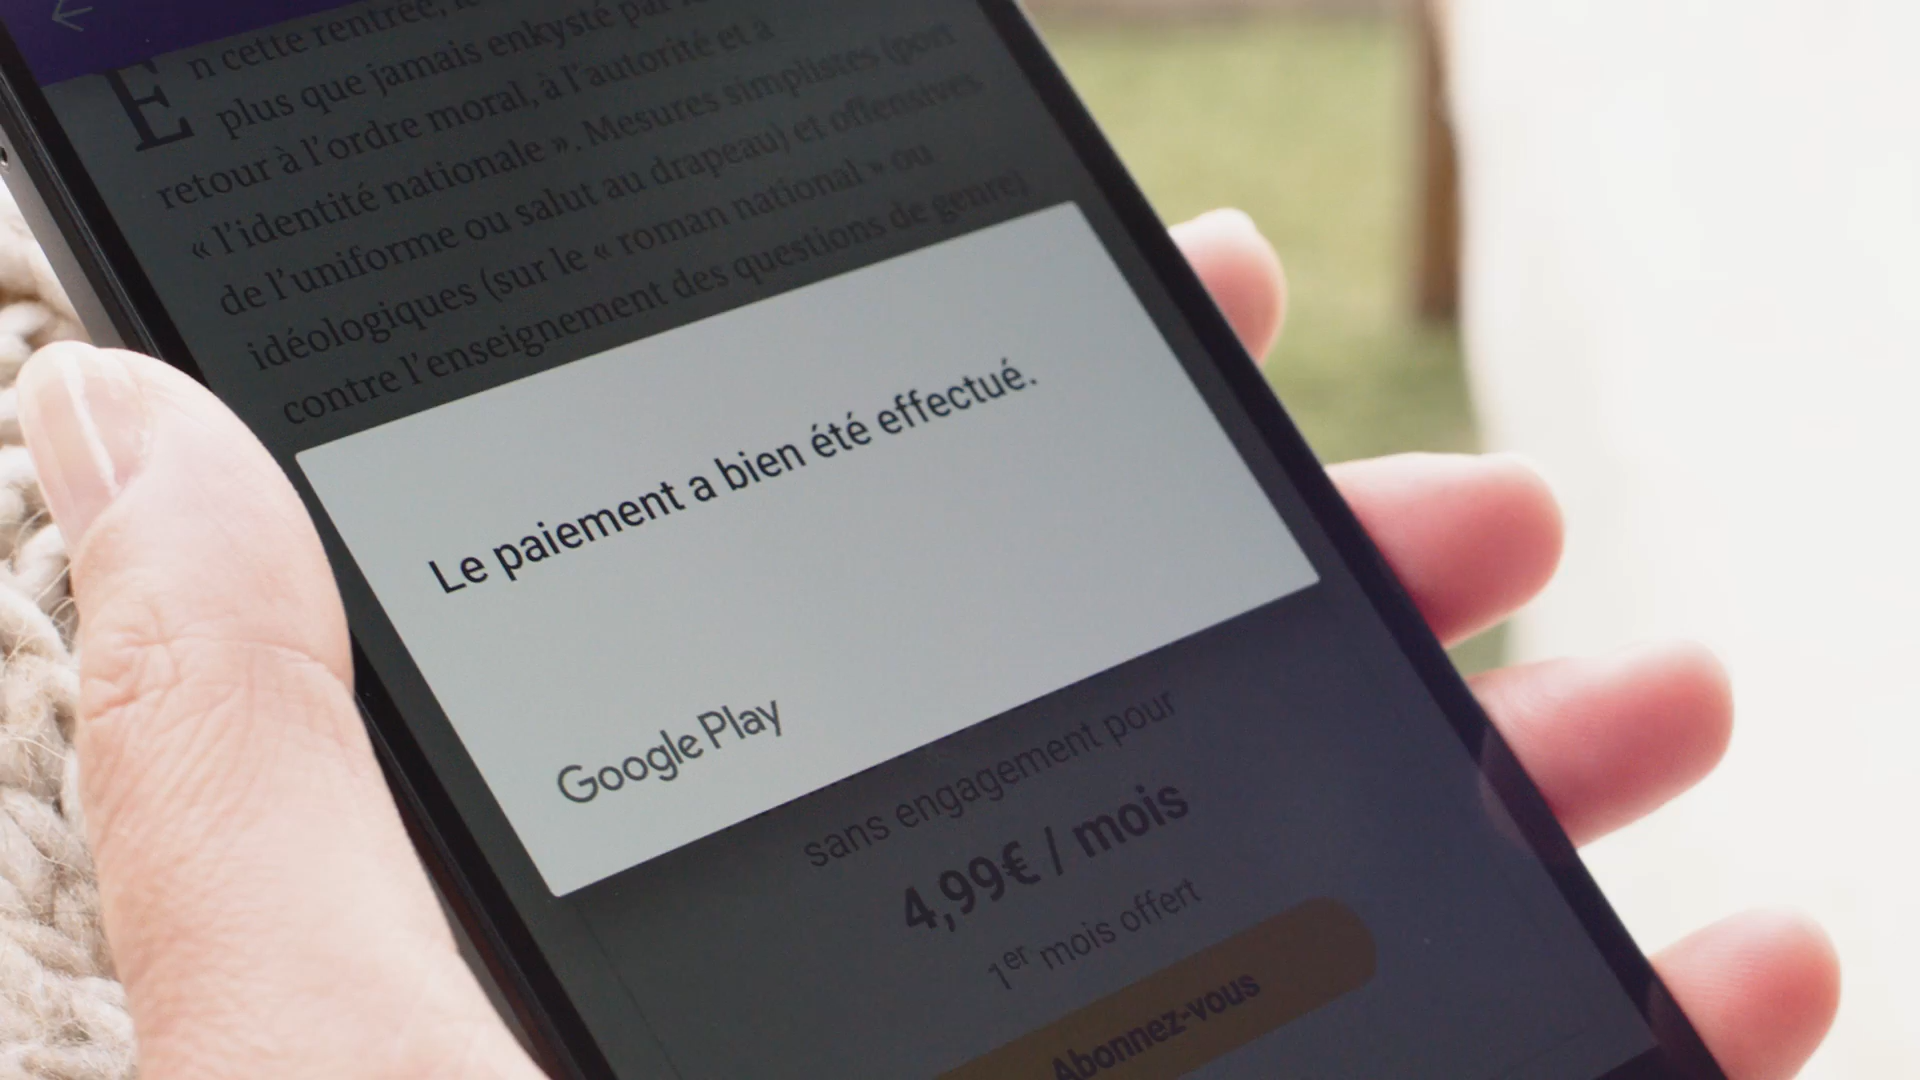 En cette rentrée,
plus que jamais enkysté par
retour à l'ordre moral, à l'autorité et à
« l'identité nationale ». Mesures simplistes (port
de l'uniforme ou salut au drapeau) et offensives
idéologiques (sur le « roman national » ou
contre l'enseignement des questions de genre)
Le paiement a bien été effectué.
Google Play
sans engagement pour
4,99€ / mois
1er mois offert
Abonnez-vous